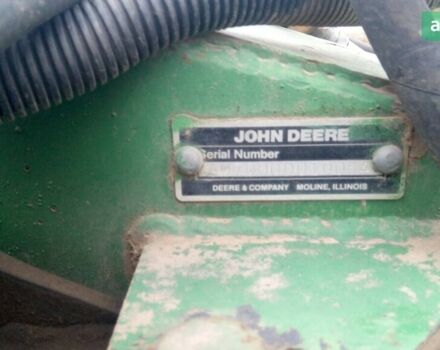 JOHN DEERE
Serial Number
DEERE & COMPANY MOLINE, ILLINOIS